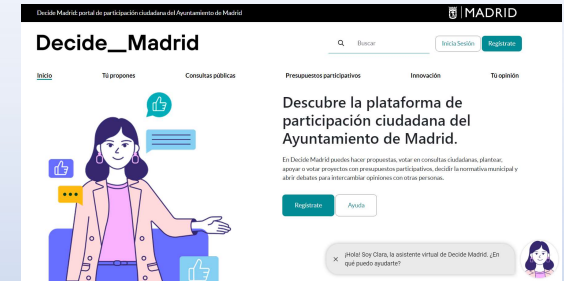 Decide Madrid: portal de participación ciudadana del Ayuntamiento de Madrid
MADRID
Decide__Madrid
Buscar
Inicia Sesión
Regístrate
Inicio
Tú propones
Consultas públicas
Presupuestos participativos
Innovación
Tú opinión
Descubre la plataforma de
participación ciudadana del
Ayuntamiento de Madrid.
En Decide Madrid puedes hacer propuestas, votar en consultas ciudadanas, plantear,
apoyar o votar proyectos con presupuestos participativos, decidir la normativa municipal y
abrir debates para intercambiar opiniones con otras personas.
Regístrate
Ayuda
¡Hola! Soy Clara, la asistente virtual de Decide Madrid. ¿En
qué puedo ayudarte?